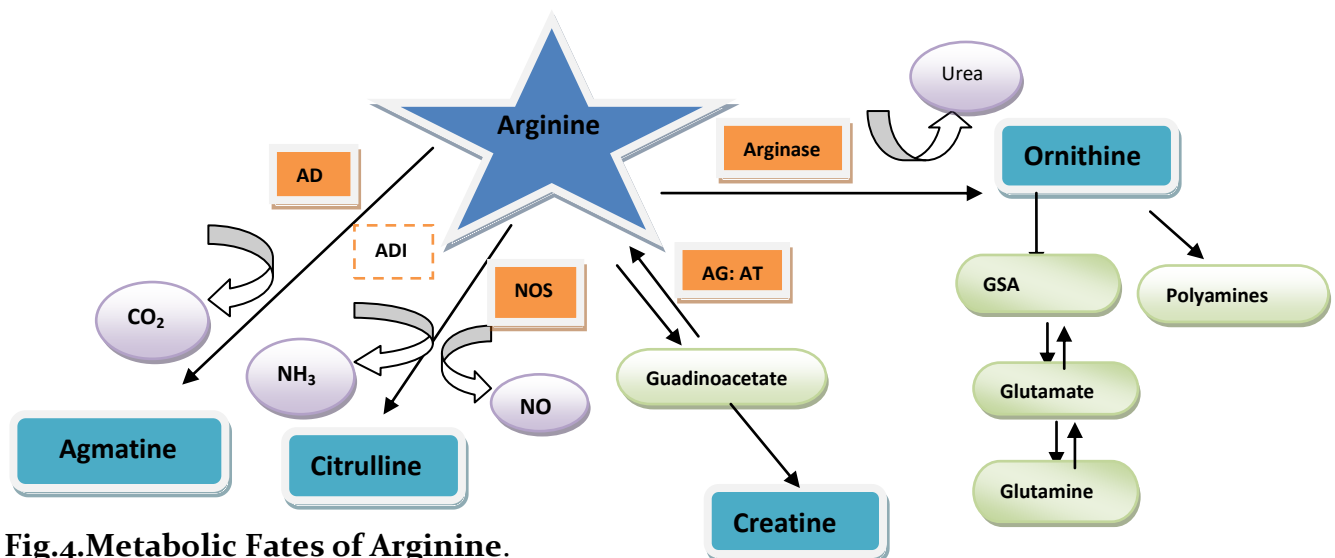 Urea
Arginine
Arginase
Ornithine
AD
ADI
AG: AT
NOS
GSA
Polyamines
CO₂
NH₃
Guadinoacetate
Glutamate
NO
Agmatine
Citrulline
Glutamine
Creatine
Fig.4.Metabolic Fates of Arginine.